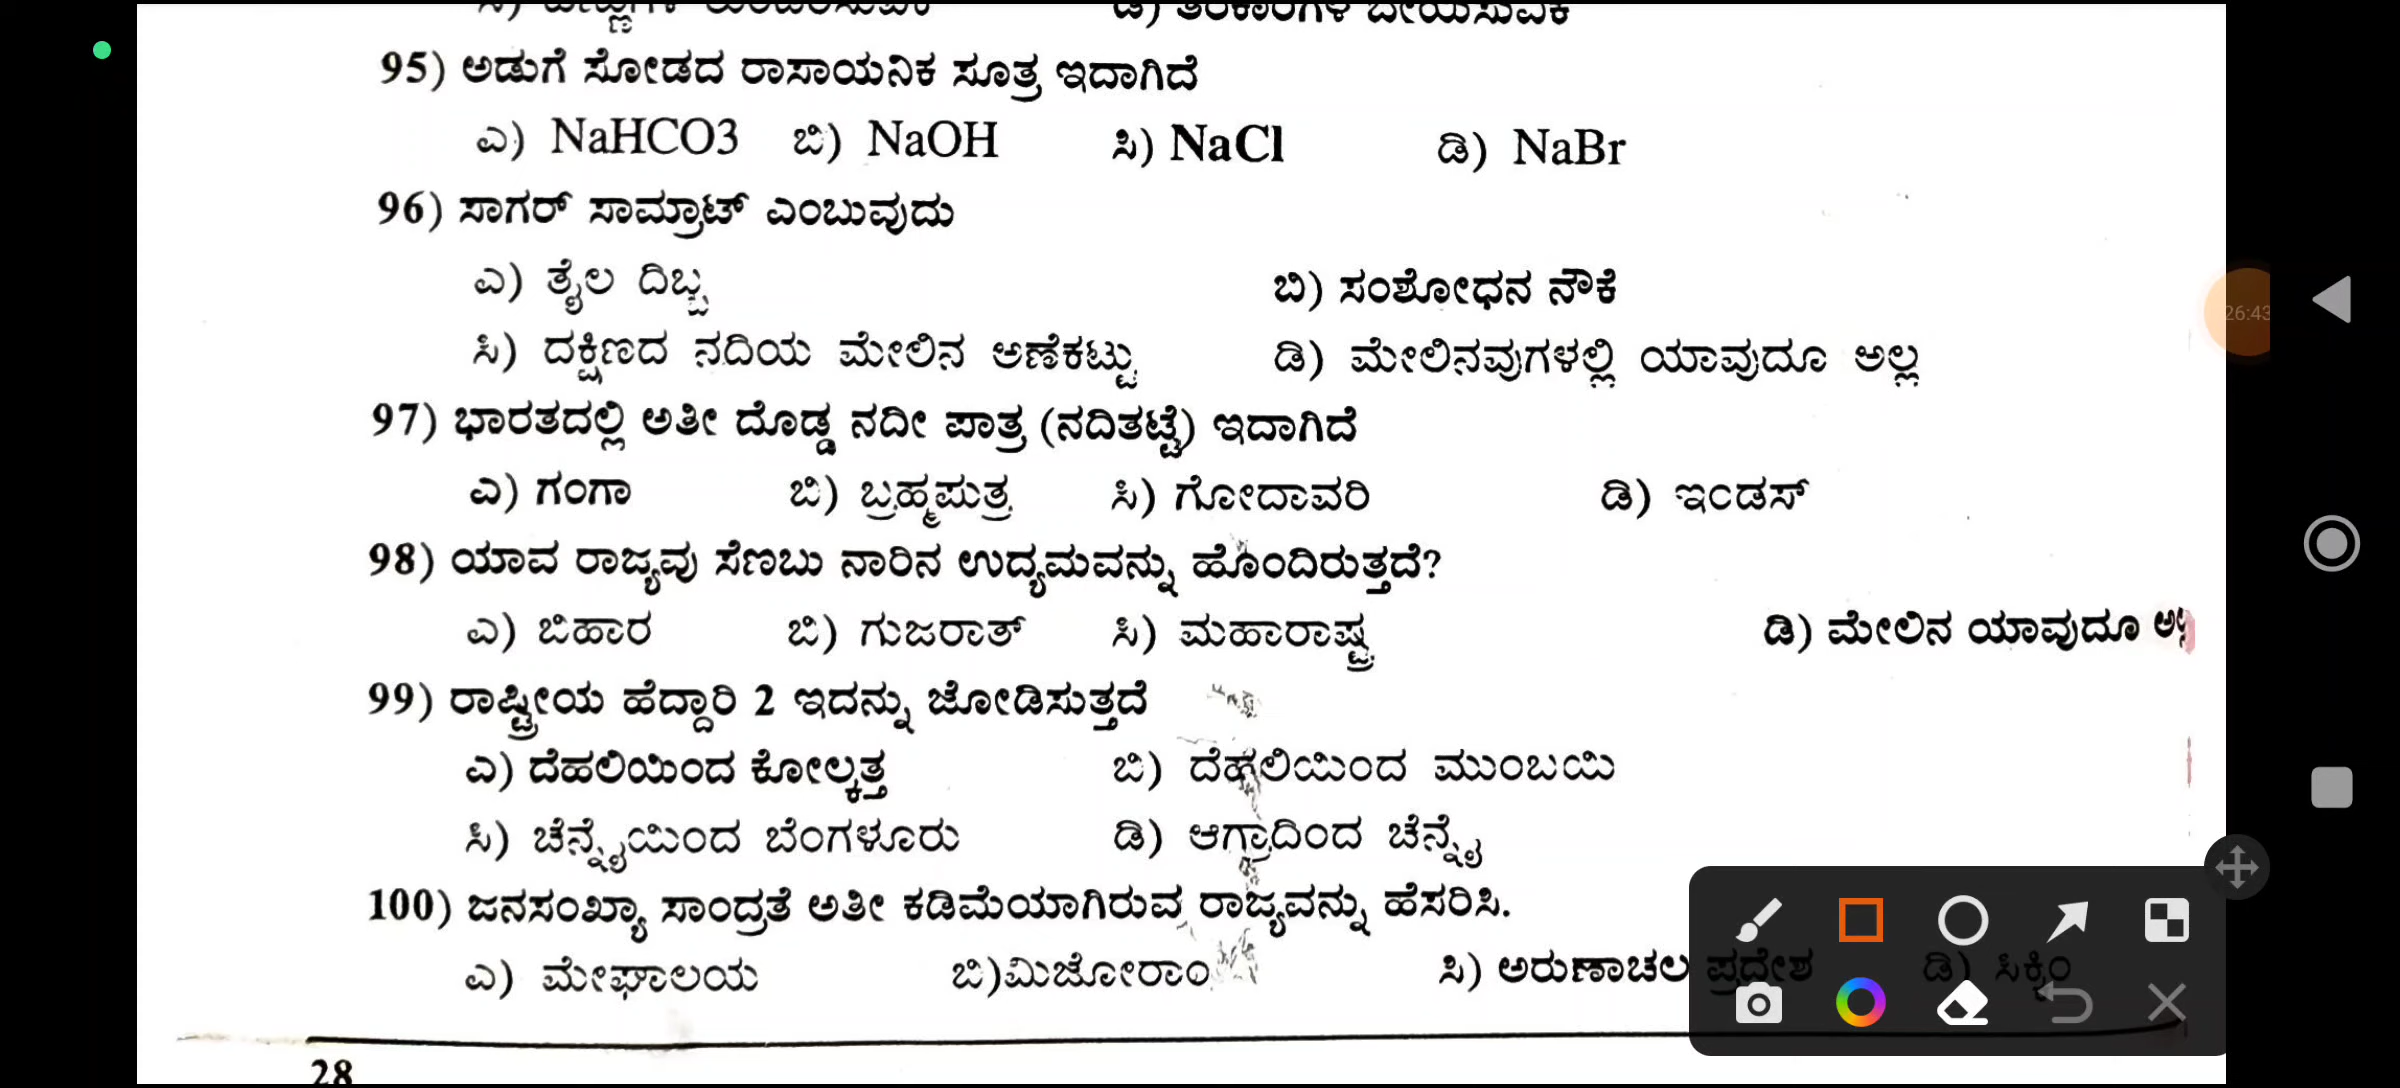 95) ಅಡುಗೆ ಸೋಡದ ರಾಸಾಯನಿಕ ಸೂತ್ರ ಇದಾಗಿದೆ
ಎ) NaHCO3 ಬಿ) NaOH ಸಿ) NaCl ಡಿ) NaBr
96) ಸಾಗರ್ ಸಾಮ್ರಾಟ್ ಎಂಬುವುದು
ಎ) ತೈಲ ದಿಬ್ಬ ಬಿ) ಸಂಶೋಧನ ನೌಕೆ
ಸಿ) ದಕ್ಷಿಣದ ನದಿಯ ಮೇಲಿನ ಅಣೆಕಟ್ಟು ಡಿ) ಮೇಲಿನವುಗಳಲ್ಲಿ ಯಾವುದೂ ಅಲ್ಲ
97) ಭಾರತದಲ್ಲಿ ಅತೀ ದೊಡ್ಡ ನದೀ ಪಾತ್ರ (ನದಿತಟ್ಟೆ) ಇದಾಗಿದೆ
ಎ) ಗಂಗಾ ಬಿ) ಬ್ರಹ್ಮಪುತ್ರ ಸಿ) ಗೋದಾವರಿ ಡಿ) ಇಂಡಸ್
98) ಯಾವ ರಾಜ್ಯವು ಸೆಣಬು ನಾರಿನ ಉದ್ಯಮವನ್ನು ಹೊಂದಿರುತ್ತದೆ?
ಎ) ಬಿಹಾರ ಬಿ) ಗುಜರಾತ್ ಸಿ) ಮಹಾರಾಷ್ಟ್ರ ಡಿ) ಮೇಲಿನ ಯಾವುದೂ
99) ರಾಷ್ಟ್ರೀಯ ಹೆದ್ದಾರಿ 2 ಇದನ್ನು ಜೋಡಿಸುತ್ತದೆ
ಎ) ದೆಹಲಿಯಿಂದ ಕೋಲ್ಕತ್ತ ಬಿ) ದೆಹಲಿಯಿಂದ ಮುಂಬಯಿ
ಸಿ) ಚೆನ್ನೈಯಿಂದ ಬೆಂಗಳೂರು ಡಿ) ಆಗ್ರಾದಿಂದ ಚೆನ್ನೈ
100) ಜನಸಂಖ್ಯಾ ಸಾಂದ್ರತೆ ಅತೀ ಕಡಿಮೆಯಾಗಿರುವ ರಾಜ್ಯವನ್ನು ಹೆಸರಿಸಿ.
ಎ) ಮೇಘಾಲಯ ಬಿ)ಮಿಜೋರಾಂ ಸಿ) ಅರುಣಾಚಲ ಪ್ರದೇಶ ಡಿ) ಸಿಕ್ಕಿಂ
28
26:43